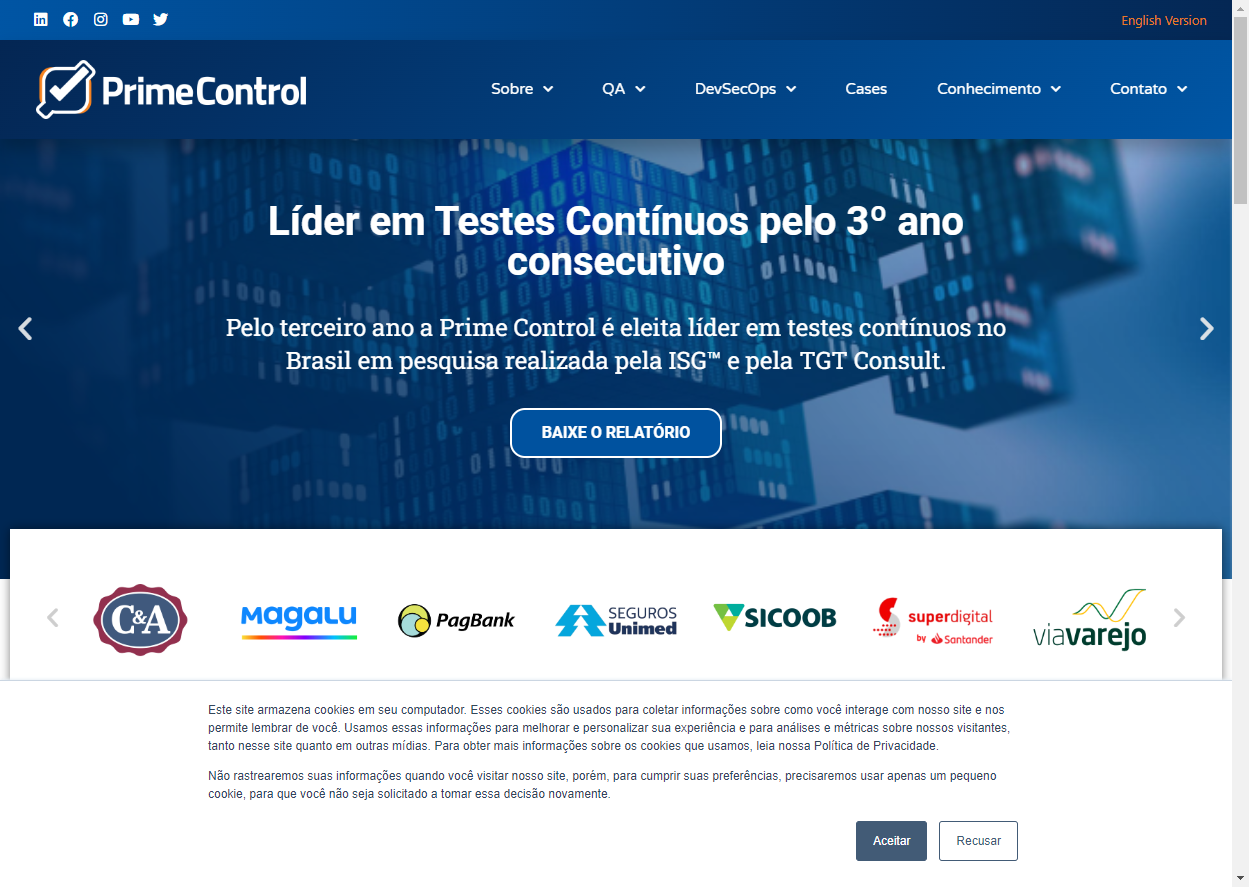 English Version
PrimeControl
Sobre
QA
DevSecOps
Cases
Conhecimento
Contato
Líder em Testes Contínuos pelo 3º ano
consecutivo
Pelo terceiro ano a Prime Control é eleita líder em testes contínuos no
Brasil em pesquisa realizada pela ISG™ e pela TGT Consult.
BAIXE O RELATÓRIO
C&A
magalu
PagBank
SEGUROS
Unimed
SICOOB
superdigital
by Santander
viavarejo
Este site armazena cookies em seu computador. Esses cookies são usados para coletar informações sobre como você interage com nosso site e nos
permite lembrar de você. Usamos essas informações para melhorar e personalizar sua experiência e para análises e métricas sobre nossos visitantes,
tanto nesse site quanto em outras mídias. Para obter mais informações sobre os cookies que usamos, leia nossa Política de Privacidade.
Não rastrearemos suas informações quando você visitar nosso site, porém, para cumprir suas preferências, precisaremos usar apenas um pequeno
cookie, para que você não seja solicitado a tomar essa decisão novamente.
Aceitar
Recusar